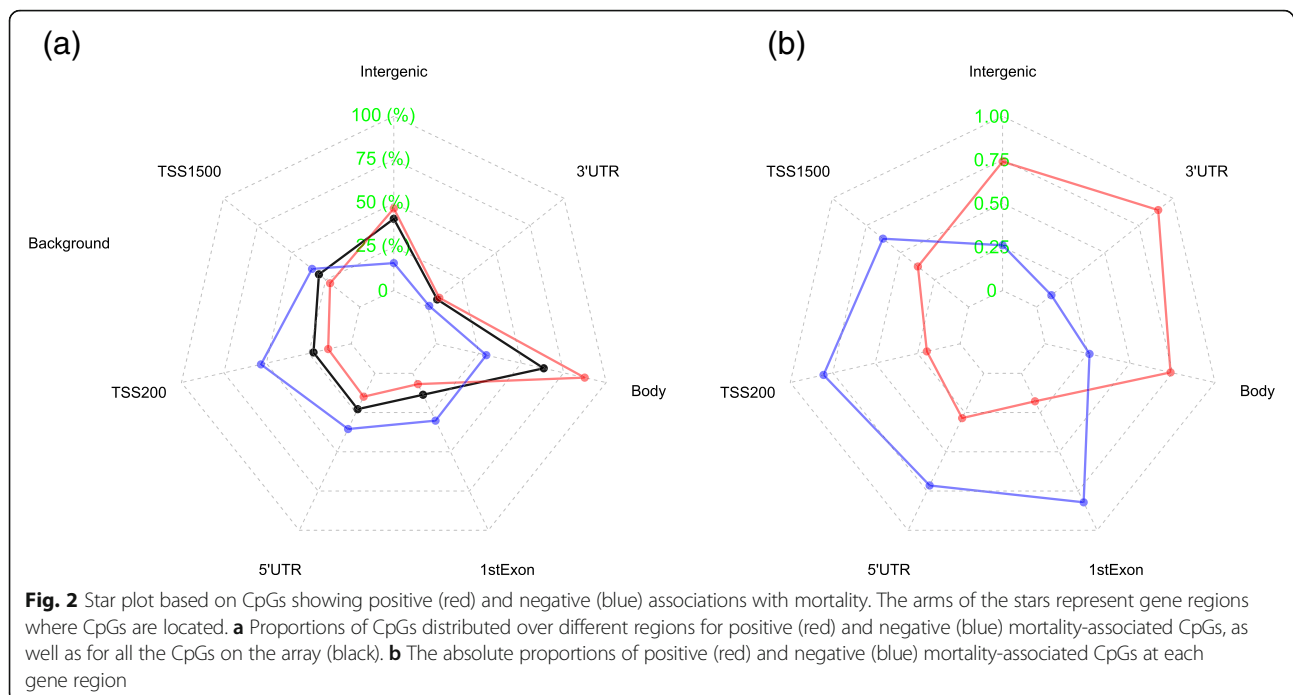 (a)
Intergenic
100 (%)
75 (%)
50 (%)
25 (%)
0
3'UTR
Body
1stExon
5'UTR
TSS200
Background
TSS1500
(b)
Intergenic
1.00
0.75
0.50
0.25
0
3'UTR
Body
1stExon
5'UTR
TSS200
TSS1500
Fig. 2 Star plot based on CpGs showing positive (red) and negative (blue) associations with mortality. The arms of the stars represent gene regions
where CpGs are located. a Proportions of CpGs distributed over different regions for positive (red) and negative (blue) mortality-associated CpGs, as
well as for all the CpGs on the array (black). b The absolute proportions of positive (red) and negative (blue) mortality-associated CpGs at each
gene region